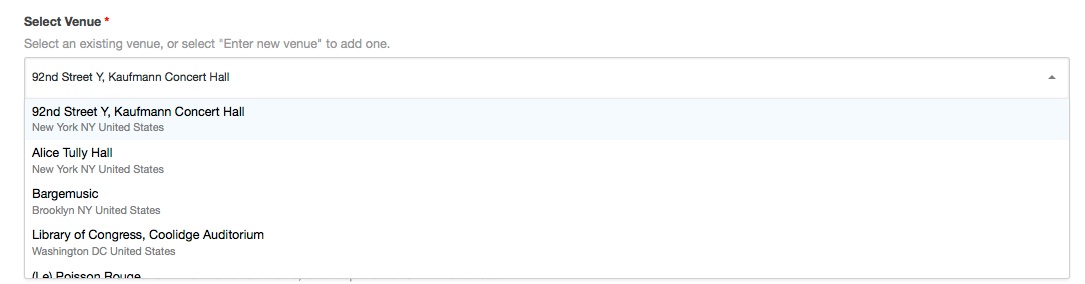 Select Venue *
Select an existing venue, or select "Enter new venue" to add one.
92nd Street Y, Kaufmann Concert Hall
92nd Street Y, Kaufmann Concert Hall
New York NY United States
Alice Tully Hall
New York NY United States
Bargemusic
Brooklyn NY United States
Library of Congress, Coolidge Auditorium
Washington DC United States
(Le) Poisson Rouge